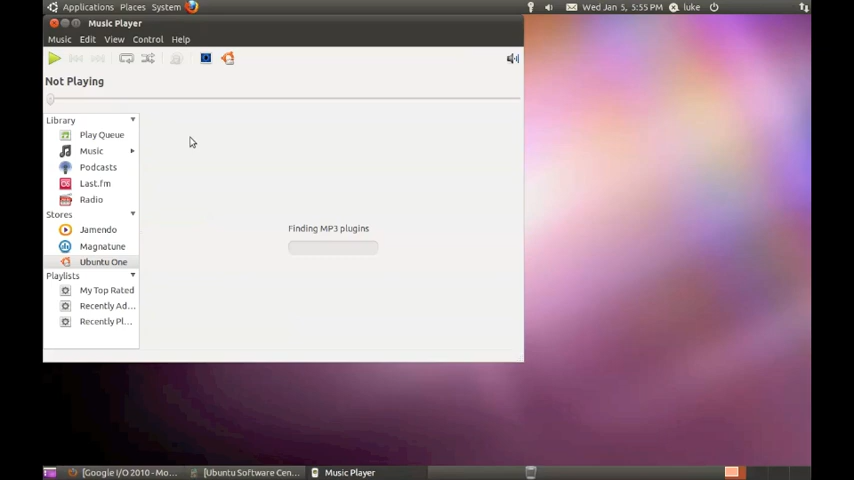 Applications Places System
Wed Jan 5, 5:55 PM luke
Music Player
Music Edit View Control Help
Not Playing
Library
Play Queue
Music
Podcasts
Last.fm
Radio
Stores
Jamendo
Magnatune
Ubuntu One
Playlists
My Top Rated
Recently Ad...
Recently Pl...
Finding MP3 plugins
[Google I/O 2010 - Mo... [Ubuntu Software Cen... Music Player